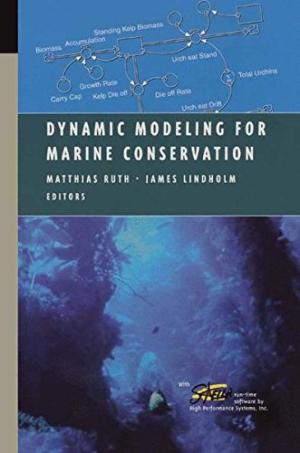 Standing Kelp Biomass
Accumulation
Biomass
Urch eat Stand
Growth Rate
Total Urchins
Carry Cap
Kelp Die off
Die off Rate
Urch eat Drift
DYNAMIC MODELING FOR
MARINE CONSERVATION
MATTHIAS RUTH · JAMES LINDHOLM
EDITORS
With
STELLA
run-time
software by
High Performance Systems, Inc.